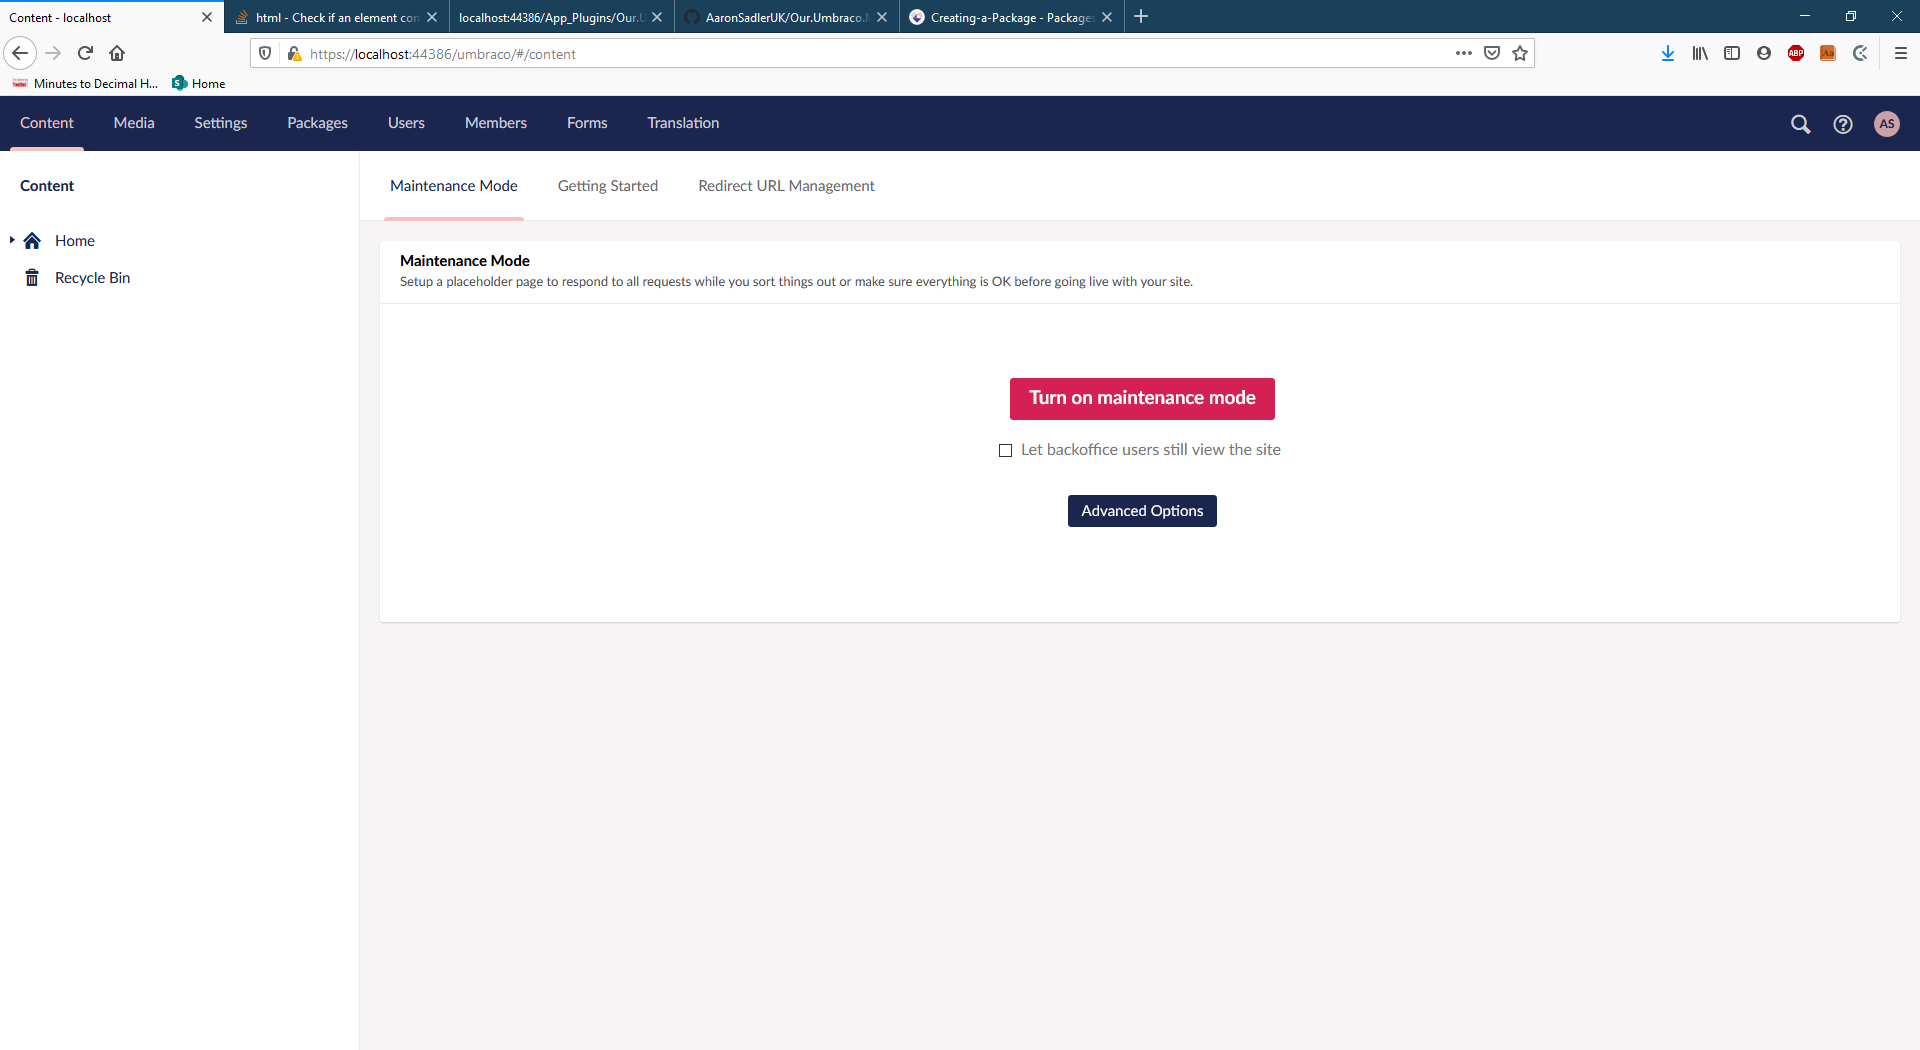 Content - localhost
html - Check if an element con
localhost:44386/App_Plugins/Our.U
AaronSadlerUK/Our.Umbraco.M
Creating-a-Package - Packages
https://localhost:44386/umbraco/#/content
ABP
Aa
Minutes to Decimal H...
S
Home
Content
Media
Settings
Packages
Users
Members
Forms
Translation
AS
Content
Home
Recycle Bin
Maintenance Mode
Getting Started
Redirect URL Management
Maintenance Mode
Setup a placeholder page to respond to all requests while you sort things out or make sure everything is OK before going live with your site.
Turn on maintenance mode
Let backoffice users still view the site
Advanced Options